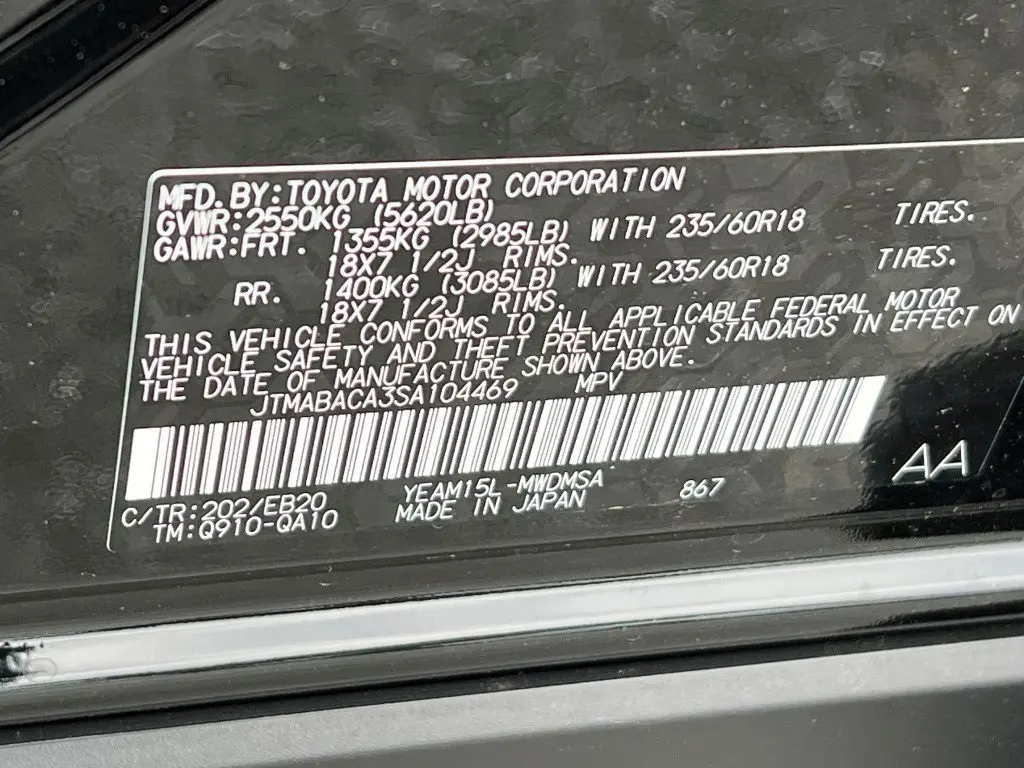 MFD. BY: TOYOTA MOTOR CORPORATION
GVWR: 2550KG (5620LB)
GAWR: FRT. 1355KG (2985LB) WITH 235/60R18 TIRES.
18X7 1/2J RIMS.
RR. 1400KG (3085LB) WITH 235/60R18 TIRES.
18X7 1/2J RIMS.
THIS VEHICLE CONFORMS TO ALL APPLICABLE FEDERAL MOTOR
VEHICLE SAFETY AND THEFT PREVENTION STANDARDS IN EFFECT ON
THE DATE OF MANUFACTURE SHOWN ABOVE.
JTMABACA3SA104469 MPV
AA
C/TR: 202/EB20 YEAM15L-MWDMSA 867
TM: Q910-QA10 MADE IN JAPAN